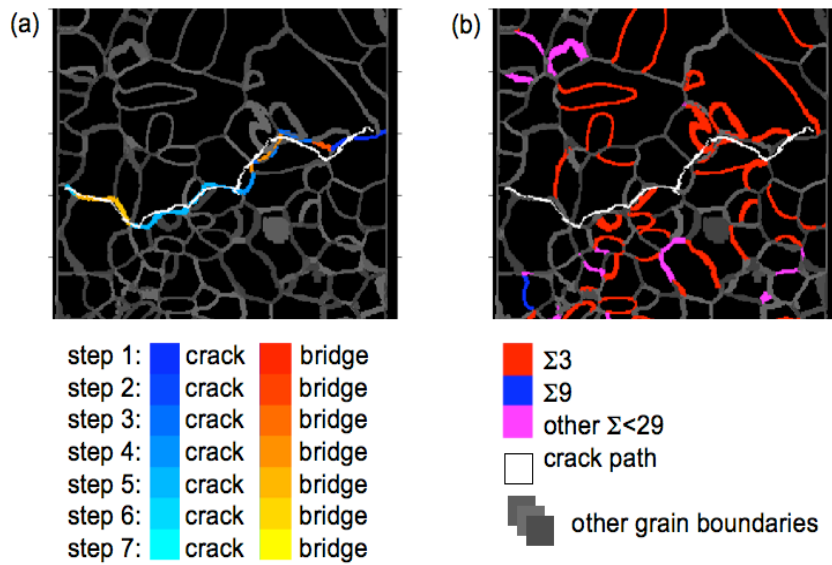 (a)
(b)
step 1: crack bridge
step 2: crack bridge
step 3: crack bridge
step 4: crack bridge
step 5: crack bridge
step 6: crack bridge
step 7: crack bridge
Σ3
Σ9
other Σ<29
crack path
other grain boundaries